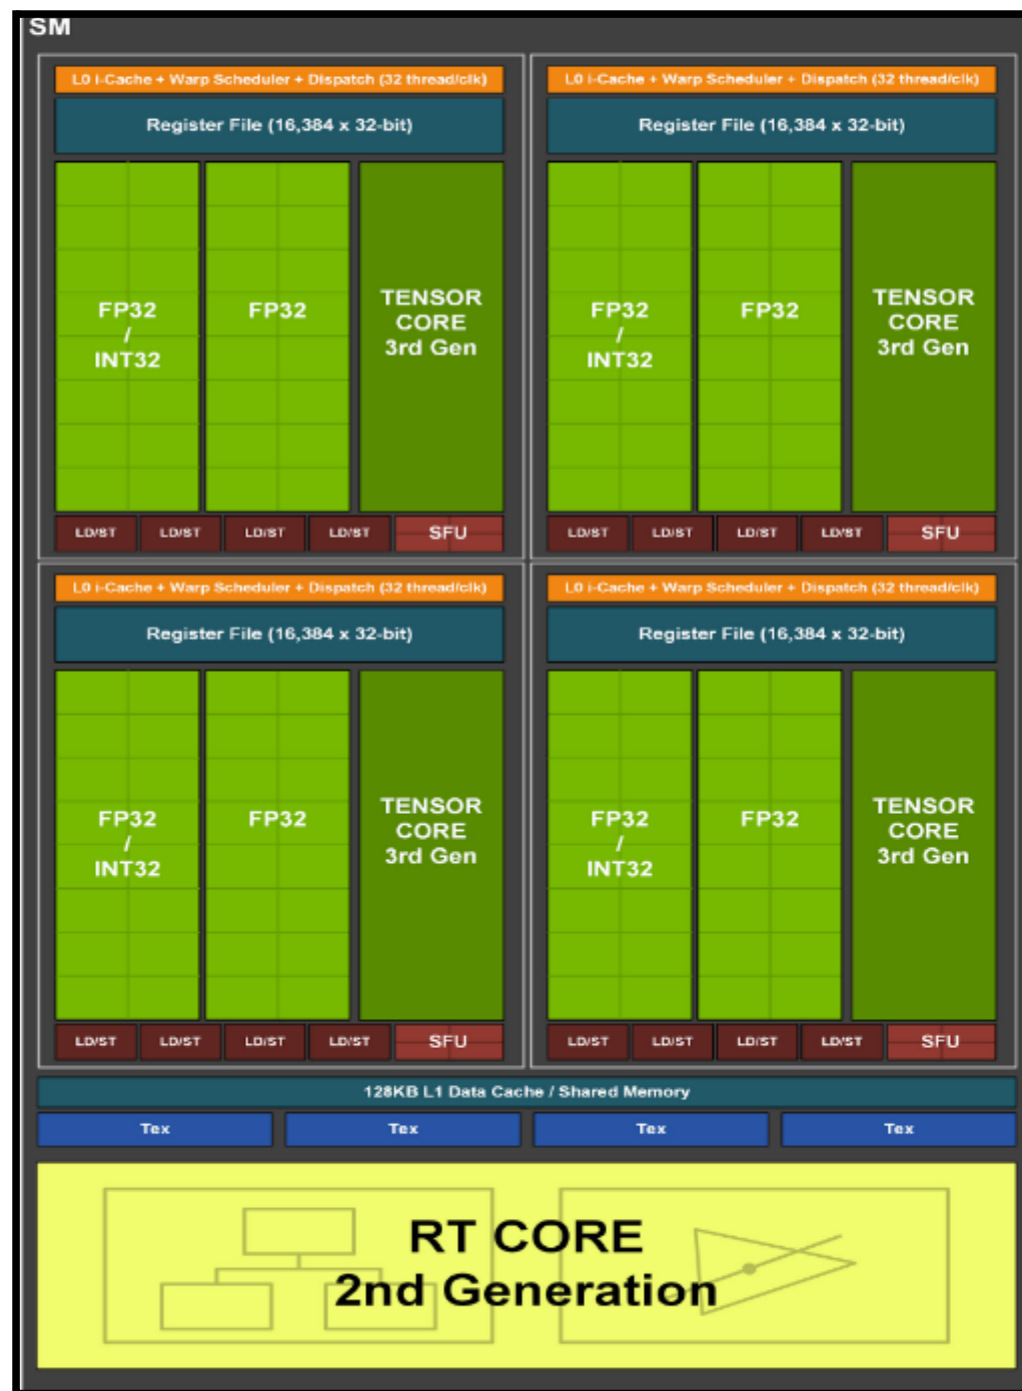 SM
L0 i-Cache + Warp Scheduler + Dispatch (32 thread/clk)
Register File (16,384 x 32-bit)
FP32
/
INT32
FP32
TENSOR
CORE
3rd Gen
LD/ST
LD/ST
LD/ST
LD/ST
SFU
L0 i-Cache + Warp Scheduler + Dispatch (32 thread/clk)
Register File (16,384 x 32-bit)
FP32
/
INT32
FP32
TENSOR
CORE
3rd Gen
LD/ST
LD/ST
LD/ST
LD/ST
SFU
L0 i-Cache + Warp Scheduler + Dispatch (32 thread/clk)
Register File (16,384 x 32-bit)
FP32
/
INT32
FP32
TENSOR
CORE
3rd Gen
LD/ST
LD/ST
LD/ST
LD/ST
SFU
L0 i-Cache + Warp Scheduler + Dispatch (32 thread/clk)
Register File (16,384 x 32-bit)
FP32
/
INT32
FP32
TENSOR
CORE
3rd Gen
LD/ST
LD/ST
LD/ST
LD/ST
SFU
128KB L1 Data Cache / Shared Memory
Tex
Tex
Tex
Tex
RT CORE
2nd Generation